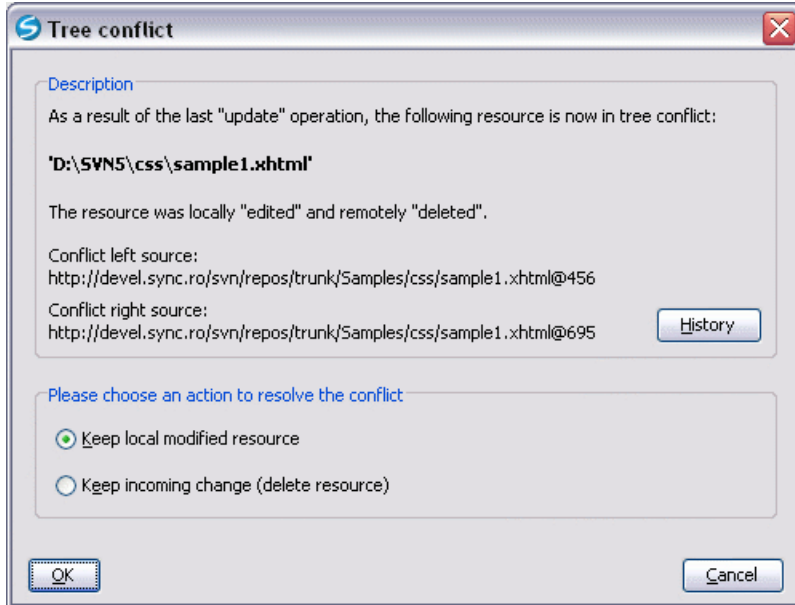 Tree conflict
Description
As a result of the last "update" operation, the following resource is now in tree conflict:
'D:\SVN5\css\sample1.xhtml'
The resource was locally "edited" and remotely "deleted".
Conflict left source:
http://devel.sync.ro/svn/repos/trunk/Samples/css/sample1.xhtml@456
Conflict right source:
http://devel.sync.ro/svn/repos/trunk/Samples/css/sample1.xhtml@695
History
Please choose an action to resolve the conflict
Keep local modified resource
Keep incoming change (delete resource)
OK
Cancel